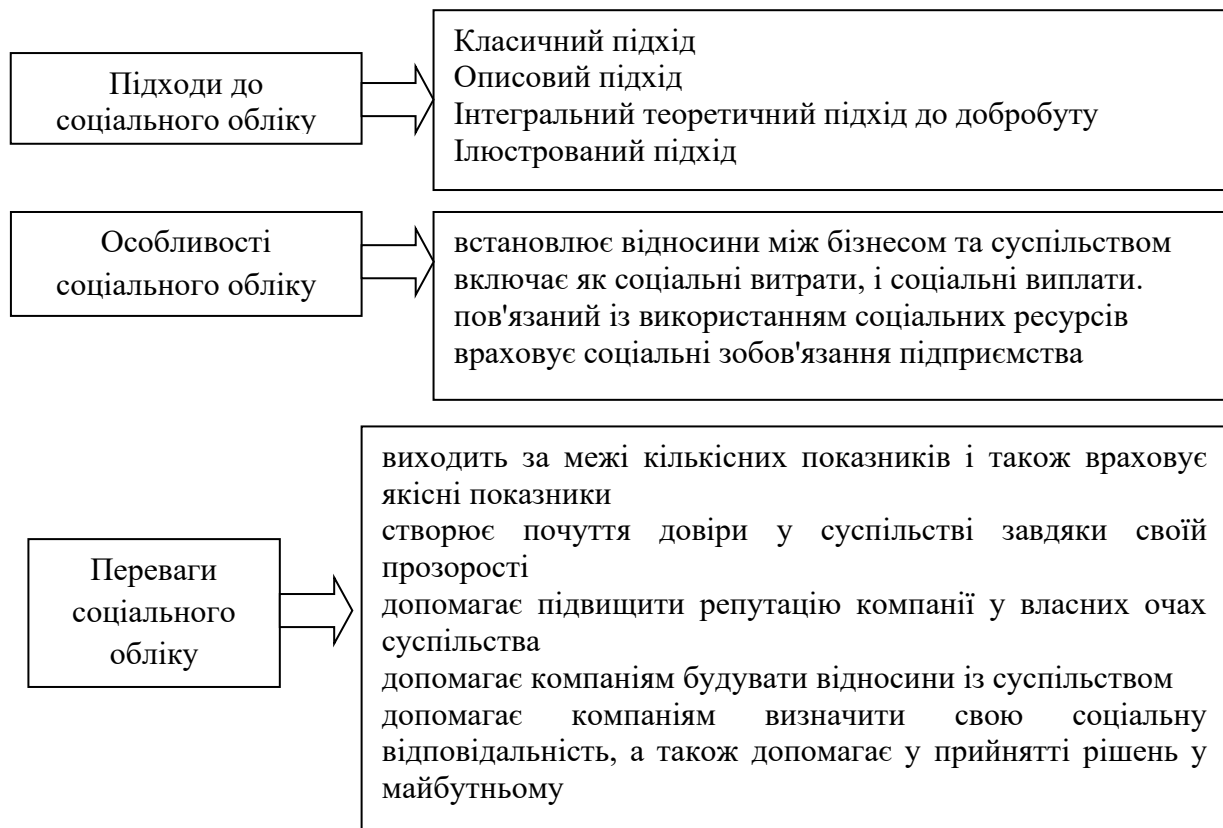 Підходи до
соціального обліку
Класичний підхід
Описовий підхід
Інтегральний теоретичний підхід до добробуту
Ілюстрований підхід
Особливості
соціального обліку
встановлює відносини між бізнесом та суспільством
включає як соціальні витрати, і соціальні виплати.
пов'язаний із використанням соціальних ресурсів
враховує соціальні зобов'язання підприємства
Переваги
соціального
обліку
виходить за межі кількісних показників і також враховує
якісні показники
створює почуття довіри у суспільстві завдяки своїй
прозорості
допомагає підвищити репутацію компанії у власних очах
суспільства
допомагає компаніям будувати відносини із суспільством
допомагає компаніям визначити свою соціальну
відповідальність, а також допомагає у прийнятті рішень у
майбутньому